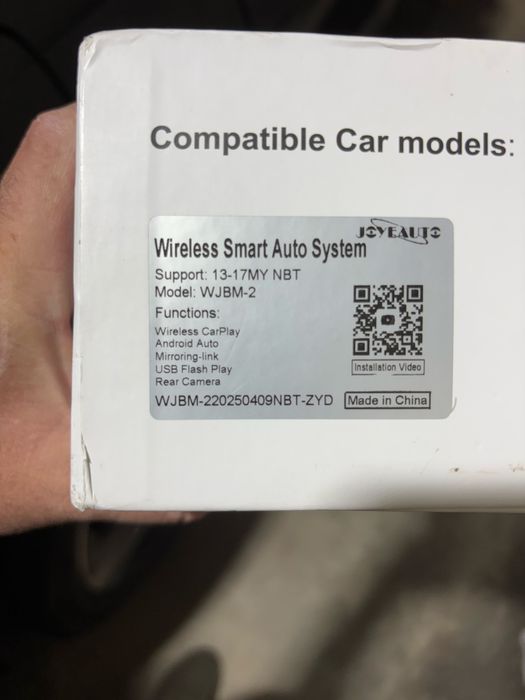 Compatible Car models:
JOYEAUTO
Wireless Smart Auto System
Support: 13-17MY NBT
Model: WJBM-2
Functions:
Wireless CarPlay
Android Auto
Mirroring-link
USB Flash Play
Rear Camera
Installation Video
WJBM-220250409NBT-ZYD
Made in China